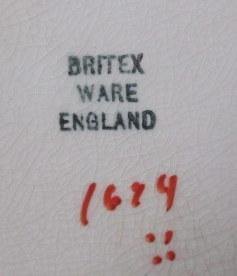 BRITEX
WARE
ENGLAND
1624